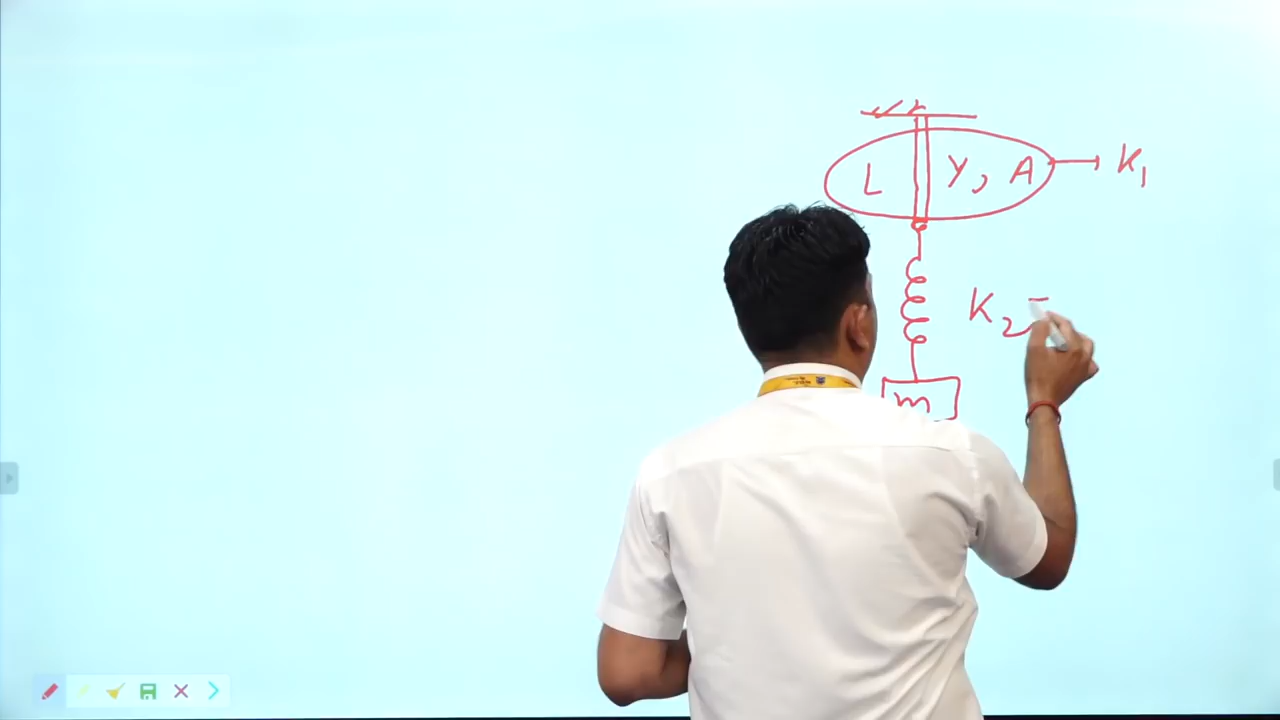 L Y, A → K₁
K₂ =
m